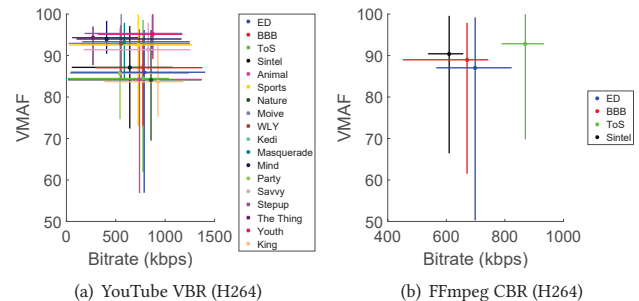 100
90
80
70
60
50
VMAF
0
500
1000
1500
Bitrate (kbps)
ED
BBB
ToS
Sintel
Animal
Sports
Nature
Moive
WLY
Kedi
Masquerade
Mind
Party
Savvy
Stepup
The Thing
Youth
King
(a) YouTube VBR (H264)
100
90
80
70
60
50
VMAF
400
600
800
1000
Bitrate (kbps)
ED
BBB
ToS
Sintel
(b) FFmpeg CBR (H264)